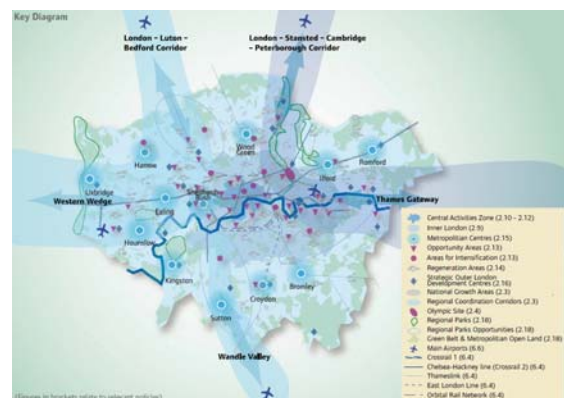 Key Diagram
London – Luton –
Bedford Corridor
London – Stansted – Cambridge
– Peterborough Corridor
Wood
Green
Harrow
Romford
Ilford
Uxbridge
Shepherds
Bush
Western Wedge
Ealing
Thames Gateway
Hounslow
Kingston
Bromley
Croydon
Sutton
Wandle Valley
Central Activities Zone (2.10 - 2.12)
Inner London (2.9)
Metropolitan Centres (2.15)
Opportunity Areas (2.13)
Areas for Intensification (2.13)
Regeneration Areas (2.14)
Strategic Outer London
Development Centres (2.16)
National Growth Areas (2.3)
Regional Coordination Corridors (2.3)
Olympic Site (2.4)
Regional Parks (2.18)
Regional Parks Opportunities (2.18)
Green Belt & Metropolitan Open Land (2.18)
Main Airports (6.6)
Crossrail 1 (6.4)
Chelsea-Hackney line (Crossrail 2) (6.4)
Thameslink (6.4)
East London Line (6.4)
Orbital Rail Network (6.4)